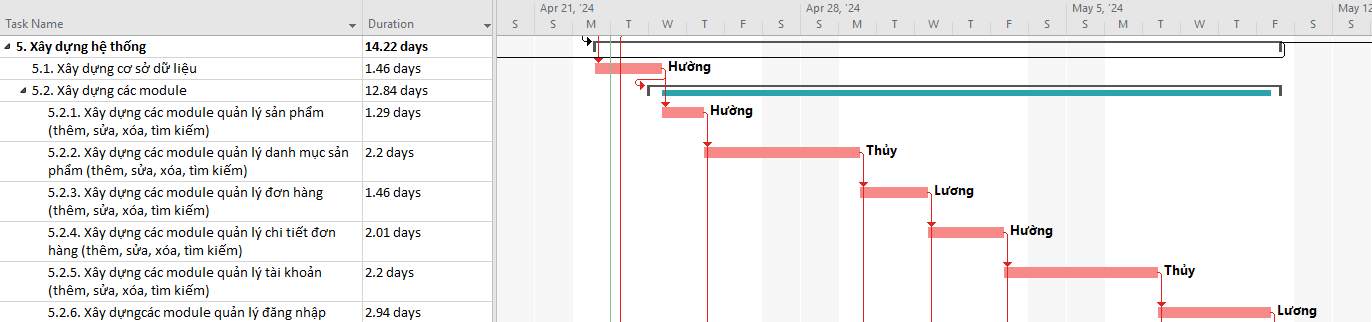 Apr 21, '24 Apr 28, '24 May 5, '24 May 12
Task Name Duration S S M T W T F S S M T W T F S S M T W T F S S M T W T F S S M
5. Xây dựng hệ thống 14.22 days
5.1. Xây dựng cơ sở dữ liệu 1.46 days Hường
5.2. Xây dựng các module 12.84 days
5.2.1. Xây dựng các module quản lý sản phẩm 1.29 days Hường
(thêm, sửa, xóa, tìm kiếm)
5.2.2. Xây dựng các module quản lý danh mục sản 2.2 days Thủy
phẩm (thêm, sửa, xóa, tìm kiếm)
5.2.3. Xây dựng các module quản lý đơn hàng 1.46 days Lương
(thêm, sửa, xóa, tìm kiếm)
5.2.4. Xây dựng các module quản lý chi tiết đơn 2.01 days Hường
hàng (thêm, sửa, xóa, tìm kiếm)
5.2.5. Xây dựng các module quản lý tài khoản 2.2 days Thủy
(thêm, sửa, xóa, tìm kiếm)
5.2.6. Xây dựngcác module quản lý đăng nhập 2.94 days Lương